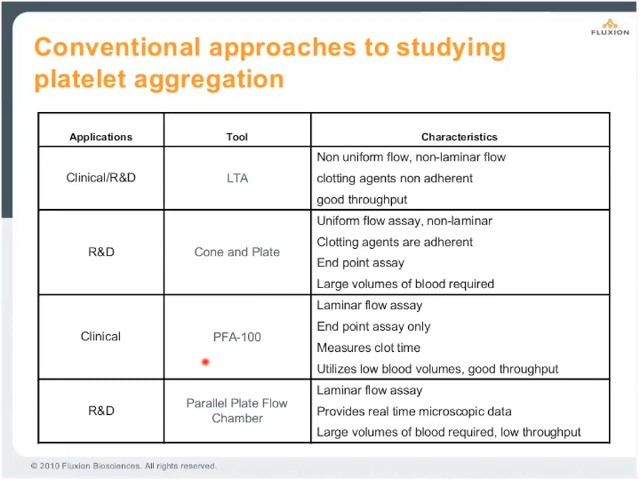 FLUXION
Conventional approaches to studying
platelet aggregation
Applications Tool Characteristics
Clinical/R&D LTA Non uniform flow, non-laminar flow
clotting agents non adherent
good throughput
R&D Cone and Plate Uniform flow assay, non-laminar
Clotting agents are adherent
End point assay
Large volumes of blood required
Clinical PFA-100 Laminar flow assay
End point assay only
Measures clot time
Utilizes low blood volumes, good throughput
R&D Parallel Plate Flow
Chamber
Laminar flow assay
Provides real time microscopic data
Large volumes of blood required, low throughput
© 2010 Fluxion Biosciences. All rights reserved.